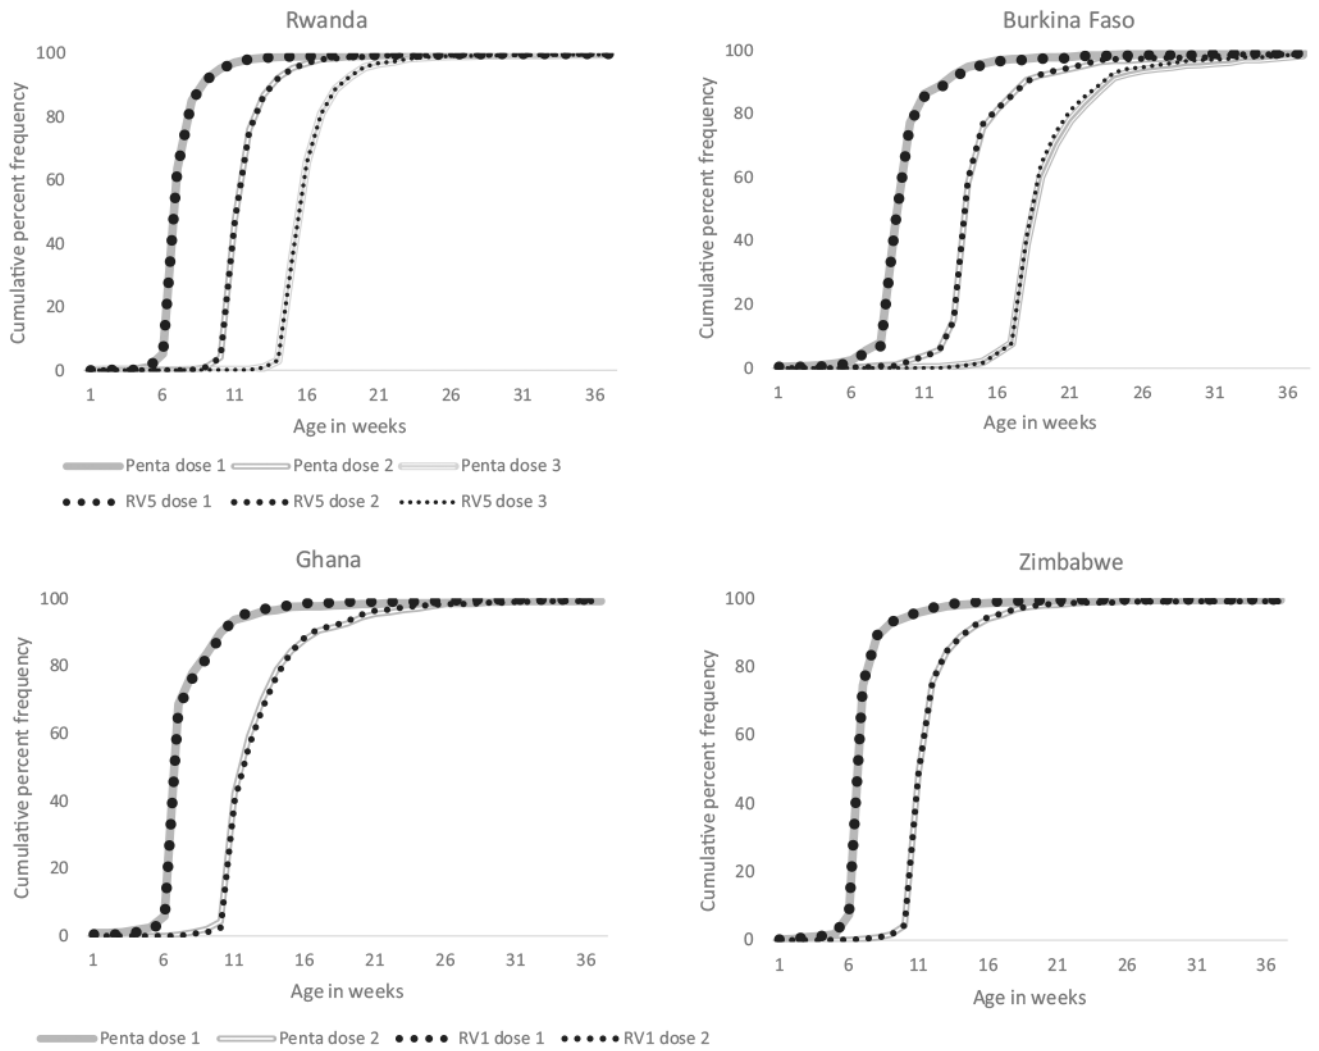 Rwanda
Cumulative percent frequency
100
80
60
40
20
0
1 6 11 16 21 26 31 36
Age in weeks
Penta dose 1 Penta dose 2 Penta dose 3
RV5 dose 1 RV5 dose 2 RV5 dose 3
Burkina Faso
Cumulative percent frequency
100
80
60
40
20
0
1 6 11 16 21 26 31 36
Age in weeks
Ghana
Cumulative percent frequency
100
80
60
40
20
0
1 6 11 16 21 26 31 36
Age in weeks
Zimbabwe
Cumulative percent frequency
100
80
60
40
20
0
1 6 11 16 21 26 31 36
Age in weeks
Penta dose 1 Penta dose 2 RV1 dose 1 RV1 dose 2